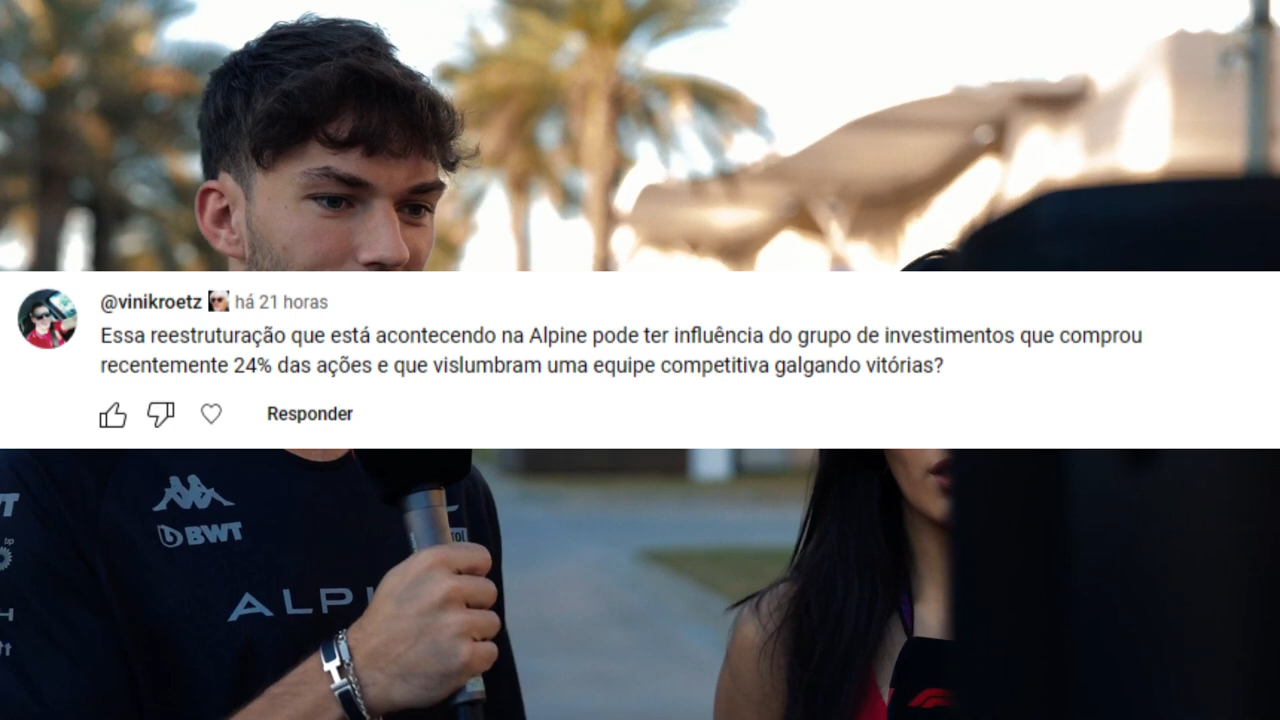 @vinikroetz há 21 horas
Essa reestruturação que está acontecendo na Alpine pode ter influência do grupo de investimentos que comprou
recentemente 24% das ações e que vislumbram uma equipe competitiva galgando vitórias?
Responder
BWT
bp
ALPI